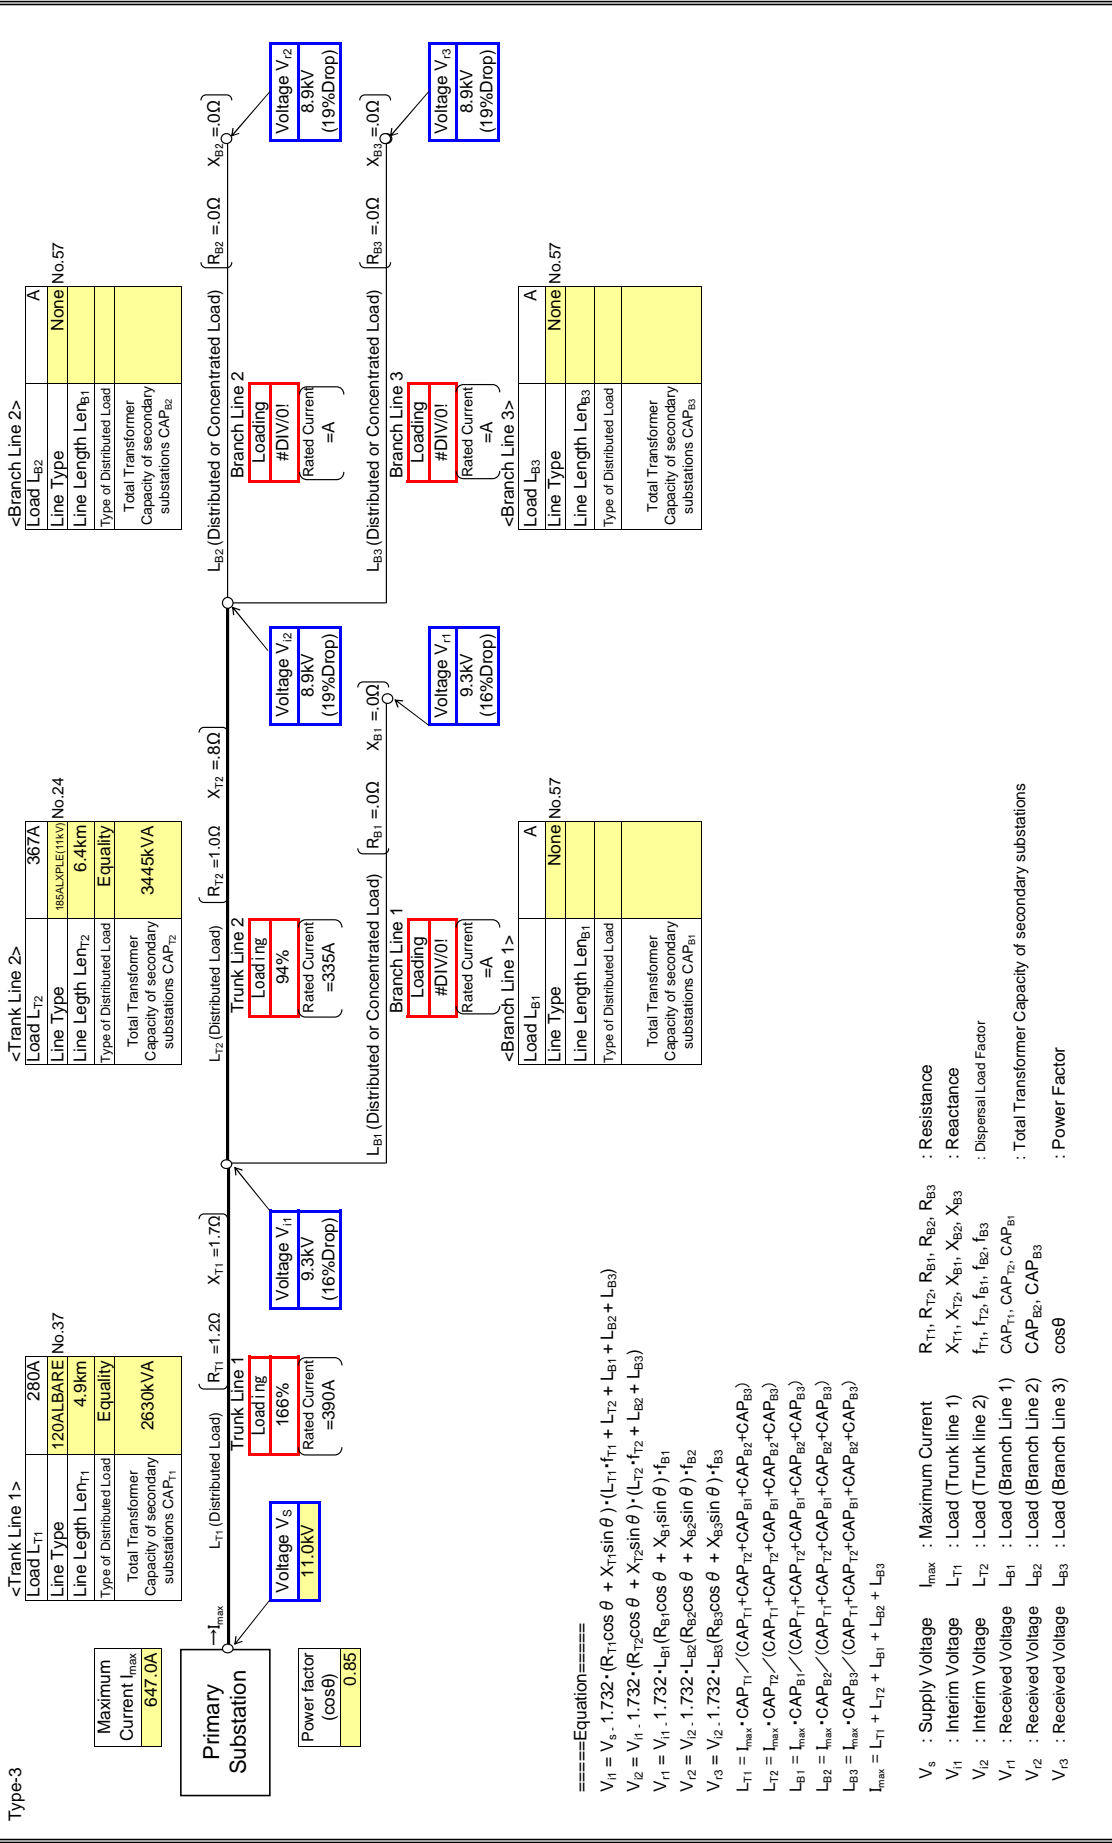 Type-3
Maximum
Current Imax
647.0A
Primary
Substation
Power factor
(cosθ)
0.85
→Imax
Voltage VS
11.0kV
<Trank Line 1>
Load LT1 280A
Line Type 120ALBARE No.37
Line Legth LenT1 4.9km
Type of Distributed Load Equality
Total Transformer
Capacity of secondary
substations CAPT1
2630kVA
LT1 (Distributed Load)
RT1 =1.2Ω XT1 =1.7Ω
Trunk Line 1
Loading
166%
Rated Current
=390A
Voltage Vi1
9.3kV
(16%Drop)
<Trank Line 2>
Load LT2 367A
Line Type 185ALXPLE(11kV) No.24
Line Legth LenT2 6.4km
Type of Distributed Load Equality
Total Transformer
Capacity of secondary
substations CAPT2
3445kVA
LT2 (Distributed Load)
RT2 =1.0Ω XT2 =.8Ω
Trunk Line 2
Loading
94%
Rated Current
=335A
Voltage Vi2
8.9kV
(19%Drop)
LB1 (Distributed or Concentrated Load)
RB1 =.0Ω XB1 =.0Ω
Branch Line 1
Loading
#DIV/0!
Rated Current
=A
Voltage Vr1
9.3kV
(16%Drop)
<Branch Line 1>
Load LB1 A
Line Type None No.57
Line Length LenB1
Type of Distributed Load
Total Transformer
Capacity of secondary
substations CAPB1
<Branch Line 2>
Load LB2 A
Line Type None No.57
Line Length LenB1
Type of Distributed Load
Total Transformer
Capacity of secondary
substations CAPB2
LB2 (Distributed or Concentrated Load)
RB2 =.0Ω XB2 =.0Ω
Branch Line 2
Loading
#DIV/0!
Rated Current
=A
Voltage Vr2
8.9kV
(19%Drop)
LB3 (Distributed or Concentrated Load)
RB3 =.0Ω XB3 =.0Ω
Branch Line 3
Loading
#DIV/0!
Rated Current
=A
Voltage Vr3
8.9kV
(19%Drop)
<Branch Line 3>
Load LB3 A
Line Type None No.57
Line Length LenB3
Type of Distributed Load
Total Transformer
Capacity of secondary
substations CAPB3
=====Equation=====
Vi1 = Vs - 1.732・(RT1cos θ + XT1sin θ)・(LT1・fT1 + LT2 + LB1 + LB2 + LB3)
Vi2 = Vi1 - 1.732・(RT2cos θ + XT2sin θ)・(LT2・fT2 + LB2 + LB3)
Vr1 = Vi1 - 1.732・LB1(RB1cos θ + XB1sin θ)・fB1
Vr2 = Vi2 - 1.732・LB2(RB2cos θ + XB2sin θ)・fB2
Vr3 = Vi2 - 1.732・LB3(RB3cos θ + XB3sin θ)・fB3
LT1 = Imax・CAPT1／(CAPT1+CAPT2+CAPB1+CAPB2+CAPB3)
LT2 = Imax・CAPT2／(CAPT1+CAPT2+CAPB1+CAPB2+CAPB3)
LB1 = Imax・CAPB1／(CAPT1+CAPT2+CAPB1+CAPB2+CAPB3)
LB2 = Imax・CAPB2／(CAPT1+CAPT2+CAPB1+CAPB2+CAPB3)
LB3 = Imax・CAPB3／(CAPT1+CAPT2+CAPB1+CAPB2+CAPB3)
Imax = LT1 + LT2 + LB1 + LB2 + LB3
Vs : Supply Voltage Imax : Maximum Current RT1, RT2, RB1, RB2, RB3 : Resistance
Vi1 : Interim Voltage LT1 : Load (Trunk line 1) XT1, XT2, XB1, XB2, XB3 : Reactance
Vi2 : Interim Voltage LT2 : Load (Trunk line 2) fT1, fT2, fB1, fB2, fB3 : Dispersal Load Factor
Vr1 : Received Voltage LB1 : Load (Branch Line 1) CAPT1, CAPT2, CAPB1 : Total Transformer Capacity of secondary substations
Vr2 : Received Voltage LB2 : Load (Branch Line 2) CAPB2, CAPB3
Vr3 : Received Voltage LB3 : Load (Branch Line 3) cosθ : Power Factor